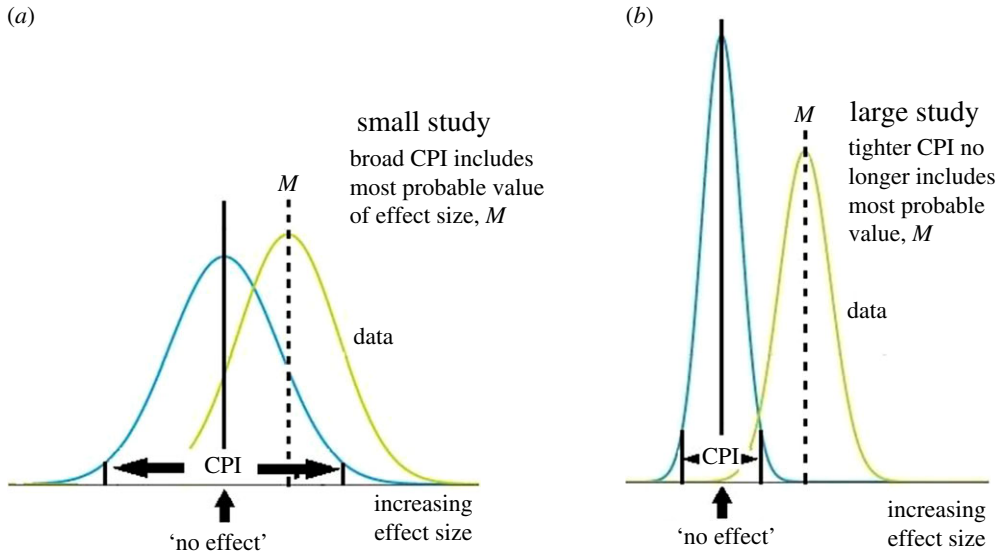 (a)
small study
broad CPI includes
most probable value
of effect size, M
M
data
CPI
increasing
effect size
‘no effect’
(b)
M
large study
tighter CPI no
longer includes
most probable
value, M
data
CPI
increasing
effect size
‘no effect’